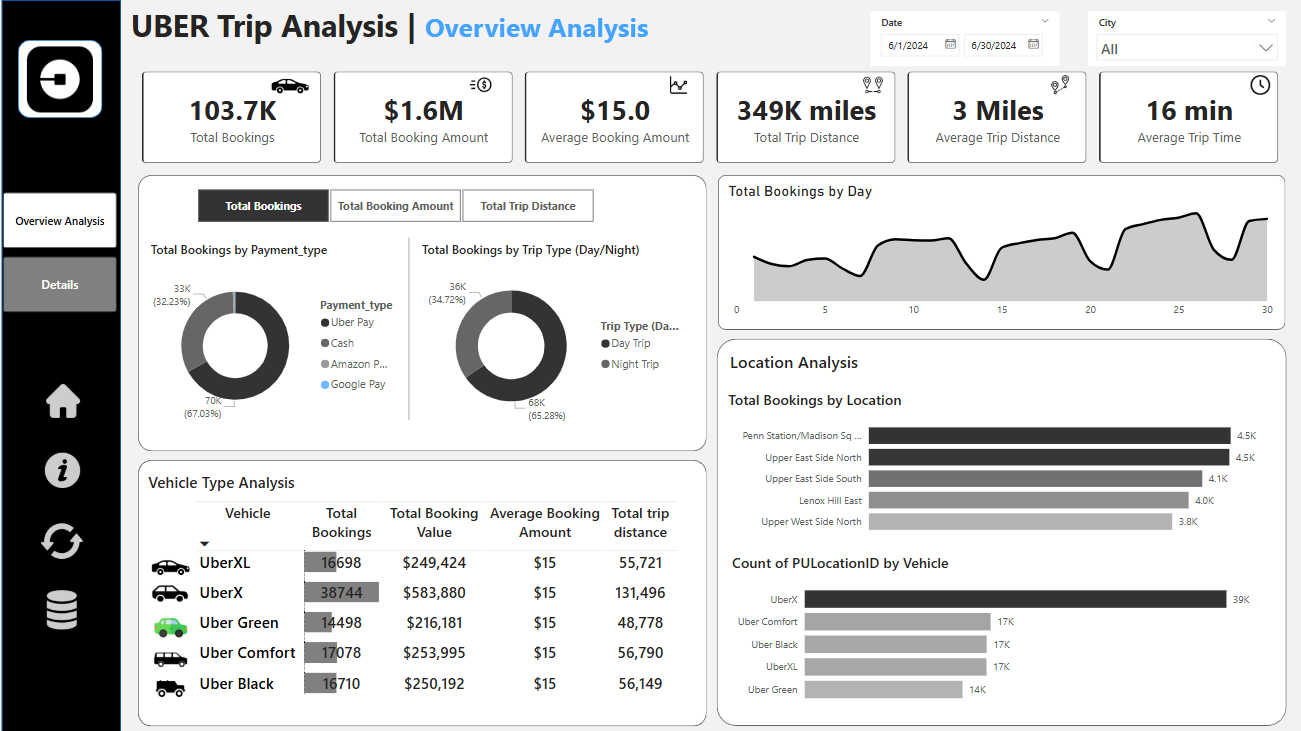 UBER Trip Analysis | Overview Analysis
Date
6/1/2024 6/30/2024
City
All
103.7K
Total Bookings
$1.6M
Total Booking Amount
$15.0
Average Booking Amount
349K miles
Total Trip Distance
3 Miles
Average Trip Distance
16 min
Average Trip Time
Overview Analysis
Details
Total Bookings Total Booking Amount Total Trip Distance
Total Bookings by Payment_type
33K
(32.23%)
70K
(67.03%)
Payment_type
Uber Pay
Cash
Amazon P...
Google Pay
Total Bookings by Trip Type (Day/Night)
36K
(34.72%)
68K
(65.28%)
Trip Type (Da...
Day Trip
Night Trip
Total Bookings by Day
0 5 10 15 20 25 30
Vehicle Type Analysis
Vehicle Total Bookings Total Booking Value Average Booking Amount Total trip distance
UberXL 16698 $249,424 $15 55,721
UberX 38744 $583,880 $15 131,496
Uber Green 14498 $216,181 $15 48,778
Uber Comfort 17078 $253,995 $15 56,790
Uber Black 16710 $250,192 $15 56,149
Location Analysis
Total Bookings by Location
Penn Station/Madison Sq ... 4.5K
Upper East Side North 4.5K
Upper East Side South 4.1K
Lenox Hill East 4.0K
Upper West Side North 3.8K
Count of PULocationID by Vehicle
UberX 39K
Uber Comfort 17K
Uber Black 17K
UberXL 17K
Uber Green 14K